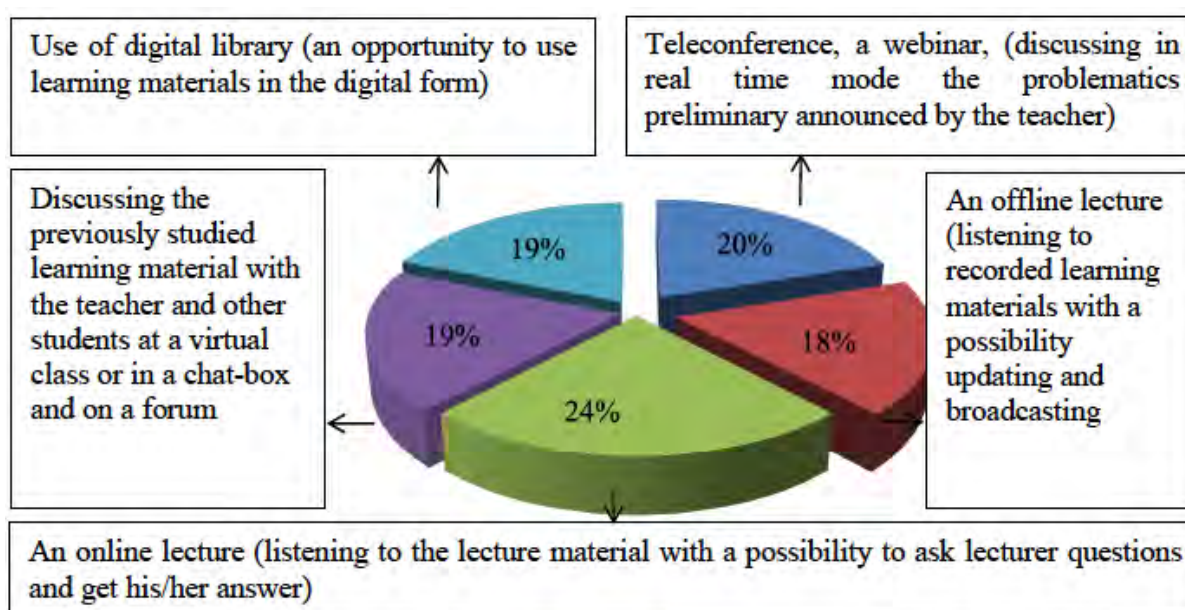 Use of digital library (an opportunity to use
learning materials in the digital form)
Teleconference, a webinar, (discussing in
real time mode the problematics
preliminary announced by the teacher)
Discussing the
previously studied
learning material with
the teacher and other
students at a virtual
class or in a chat-box
and on a forum
19%
20%
19%
18%
24%
An offline lecture
(listening to
recorded learning
materials with a
possibility
updating and
broadcasting
An online lecture (listening to the lecture material with a possibility to ask lecturer questions
and get his/her answer)